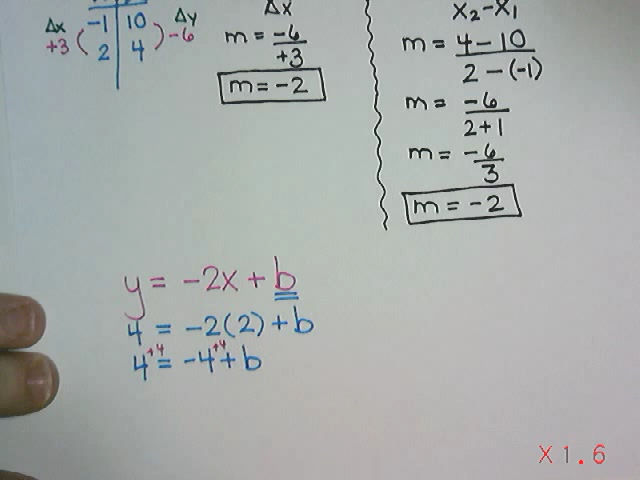 Δx Δy
-1 10
+3 ( ) -6
2 4
Δx
m = -6/+3
m = -2
x₂ - x₁
m = 4 - 10 / 2 - (-1)
m = -6 / 2 + 1
m = -6/3
m = -2
y = -2x + b
4 = -2(2) + b
+4 +4
4 = -4 + b
X1.6